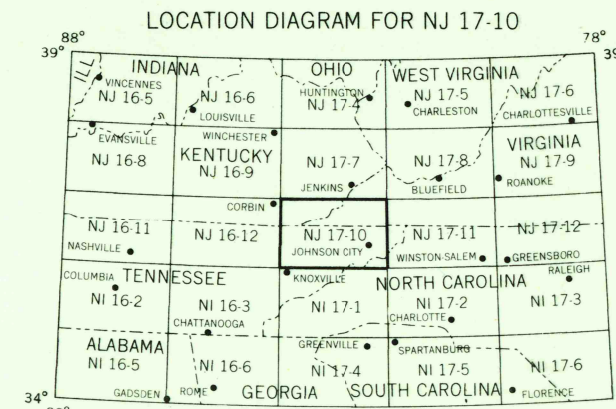 LOCATION DIAGRAM FOR NJ 17-10
88° 78°
39° 39
ILL INDIANA OHIO WEST VIRGINIA
VINCENNES HUNTINGTON NJ 17-5 NJ 17-6
NJ 16-5 NJ 16-6 NJ 17-4 CHARLESTON CHARLOTTESVILLE
LOUISVILLE
EVANSVILLE WINCHESTER VIRGINIA
NJ 16-8 KENTUCKY NJ 17-7 NJ 17-8 NJ 17-9
NJ 16-9 JENKINS BLUEFIELD ROANOKE
CORBIN
NJ 16-11 NJ 16-12 NJ 17-10 NJ 17-11 NJ 17-12
NASHVILLE JOHNSON CITY WINSTON-SALEM GREENSBORO
COLUMBIA TENNESSEE KNOXVILLE NORTH CAROLINA RALEIGH
NI 16-2 NI 16-3 NI 17-1 NI 17-2 NI 17-3
CHATTANOOGA CHARLOTTE
ALABAMA GREENVILLE SPARTANBURG
NI 16-5 NI 16-6 NI 17-4 NI 17-5 NI 17-6
GADSDEN ROME GEORGIA SOUTH CAROLINA FLORENCE
34°